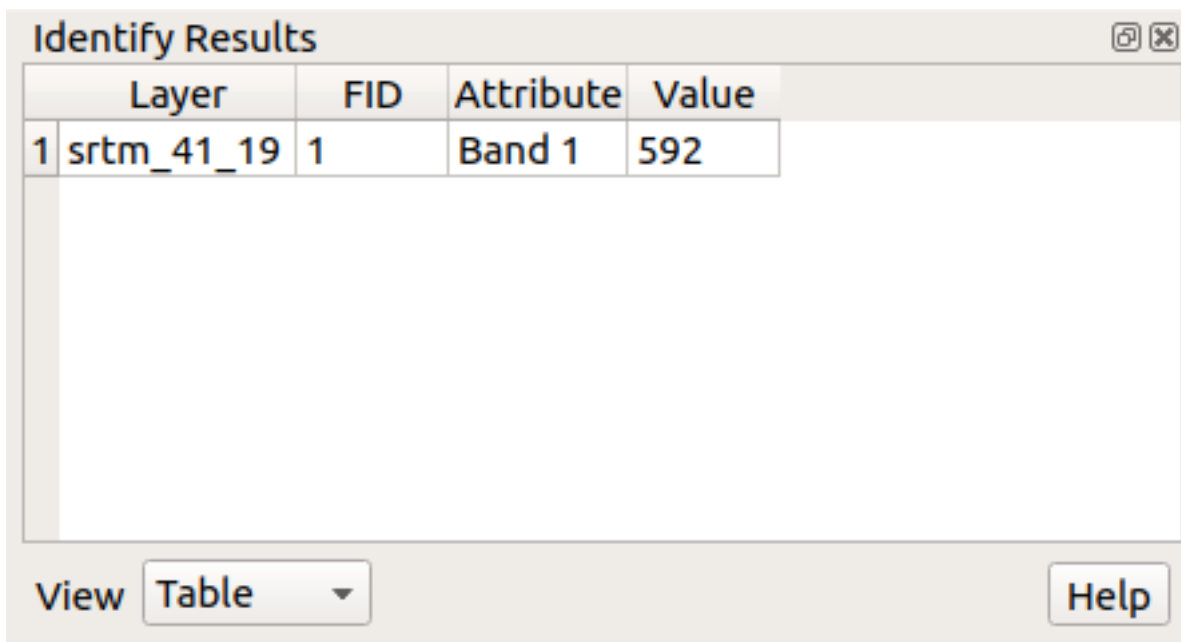 Identify Results
Layer FID Attribute Value
1 srtm_41_19 1 Band 1 592
View Table Help